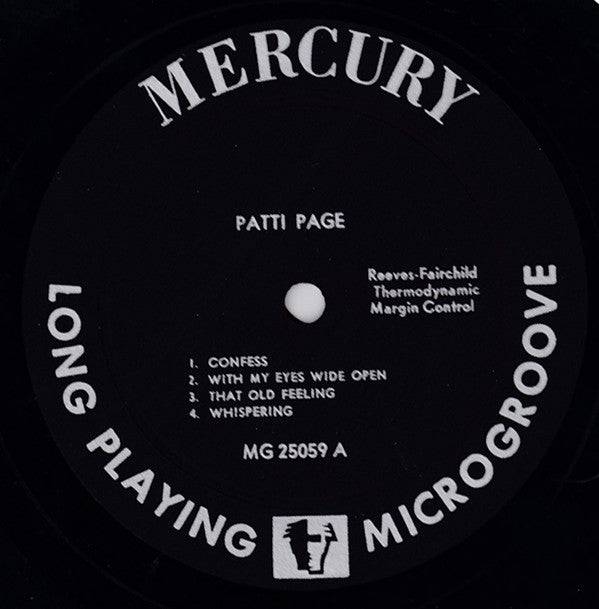 MERCURY
PATTI PAGE
Reeves-Fairchild
Thermodynamic
Margin Control
1. CONFESS
2. WITH MY EYES WIDE OPEN
3. THAT OLD FEELING
4. WHISPERING
MG 25059 A
LONG PLAYING MICROGROOVE